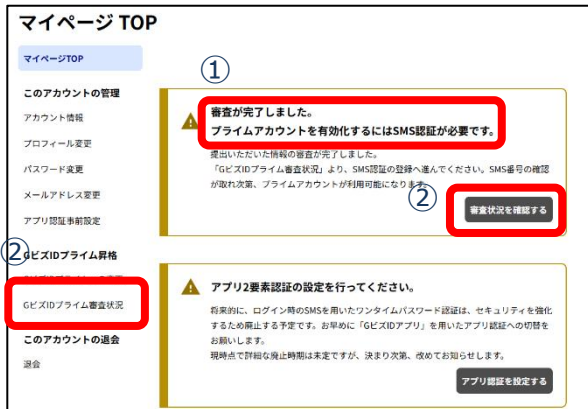 マイページ TOP
マイページTOP
このアカウントの管理
アカウント情報
プロフィール変更
パスワード変更
メールアドレス変更
アプリ認証事前設定
②
GビズIDプライム昇格
GビズIDプライム審査状況
このアカウントの退会
退会
①
審査が完了しました。
プライムアカウントを有効化するにはSMS認証が必要です。
提出いただいた情報の審査が完了しました。
「GビズIDプライム審査状況」より、SMS認証の登録へ進んでください。SMS番号の確認
が取れ次第、プライムアカウントが利用可能になります。
②
審査状況を確認する
アプリ2要素認証の設定を行ってください。
将来的に、ログイン時のSMSを用いたワンタイムパスワード認証は、セキュリティを強化
するため廃止する予定です。お早めに「GビズIDアプリ」を用いたアプリ認証への切替を
お願いします。
現時点で詳細な廃止時期は未定ですが、決まり次第、改めてお知らせします。
アプリ認証を設定する